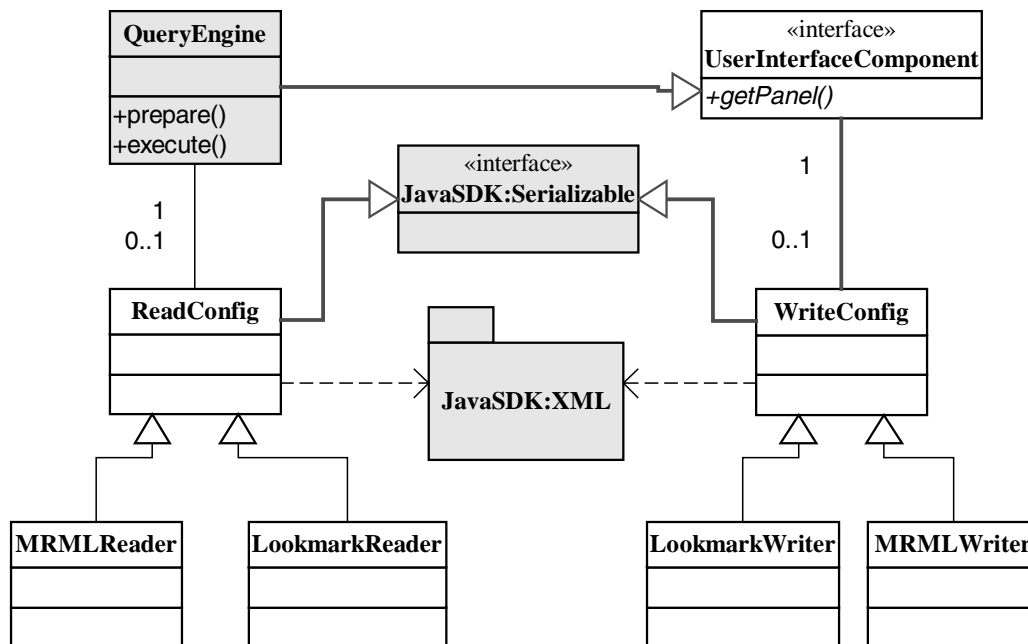 QueryEngine
+prepare()
+execute()
«interface»
UserInterfaceComponent
+getPanel()
«interface»
JavaSDK:Serializable
1
0..1
1
0..1
ReadConfig
WriteConfig
JavaSDK:XML
MRMLReader
LookmarkReader
LookmarkWriter
MRMLWriter